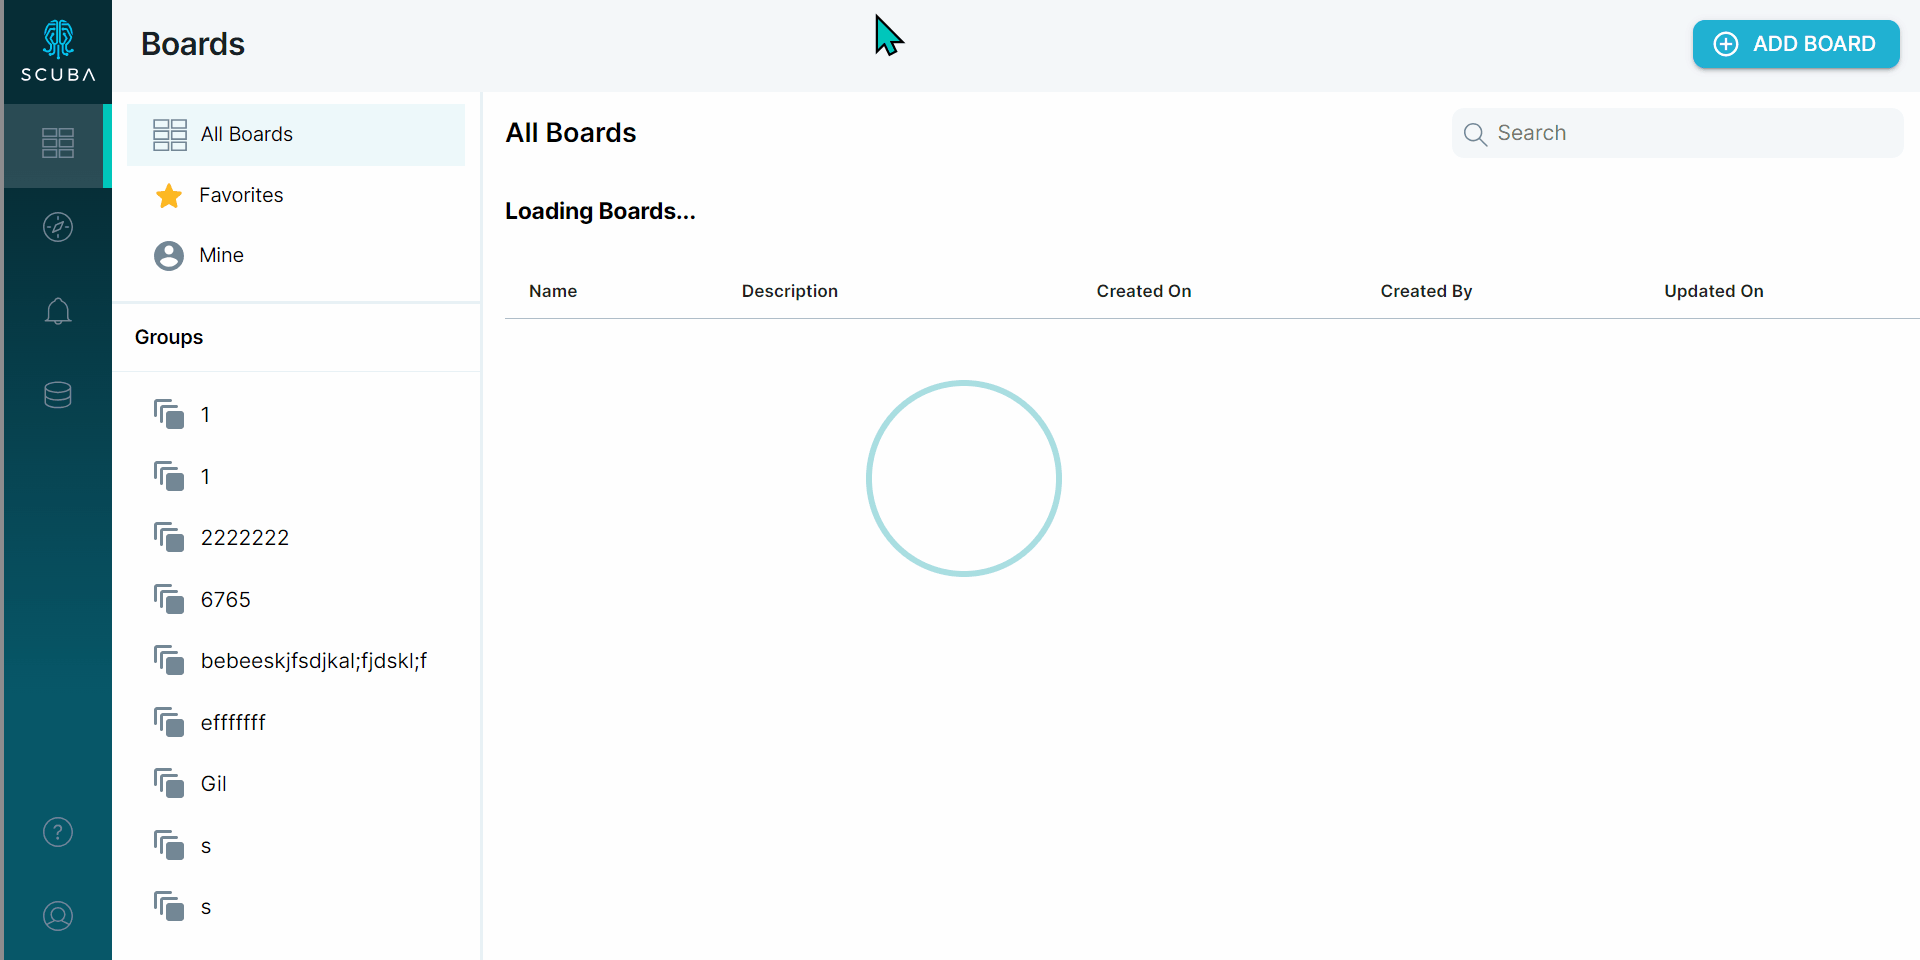 SCUBA
Boards
ADD BOARD
All Boards
Favorites
Mine
Groups
1
1
2222222
6765
bebeeskjfsdjkal;fjdskl;f
efffffff
Gil
s
s
All Boards
Search
Loading Boards...
Name Description Created On Created By Updated On